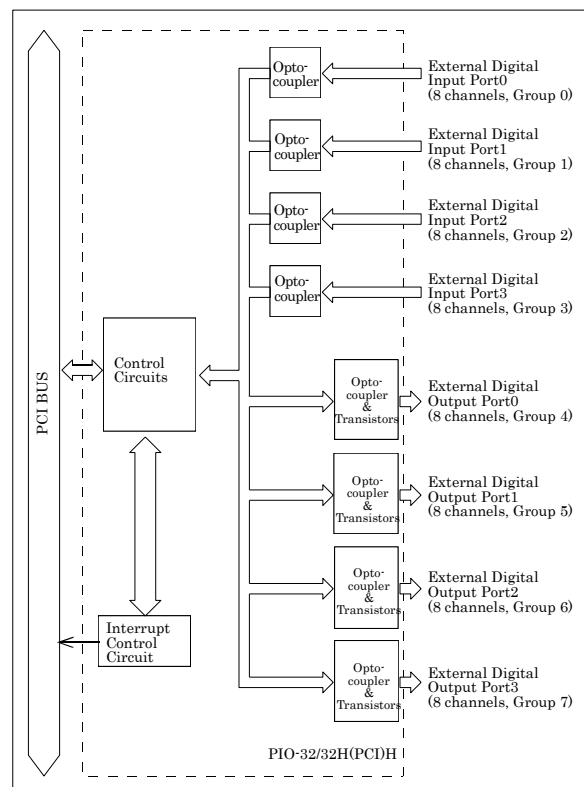 Opto-
coupler
External Digital
Input Port0
(8 channels, Group 0)
Opto-
coupler
External Digital
Input Port1
(8 channels, Group 1)
Opto-
coupler
External Digital
Input Port2
(8 channels, Group 2)
Opto-
coupler
External Digital
Input Port3
(8 channels, Group 3)
PCI BUS
Control
Circuits
Opto-
coupler
&
Transistors
External Digital
Output Port0
(8 channels, Group 4)
Opto-
coupler
&
Transistors
External Digital
Output Port1
(8 channels, Group 5)
Opto-
coupler
&
Transistors
External Digital
Output Port2
(8 channels, Group 6)
Interrupt
Control
Circuit
Opto-
coupler
&
Transistors
External Digital
Output Port3
(8 channels, Group 7)
PIO-32/32H(PCI)H